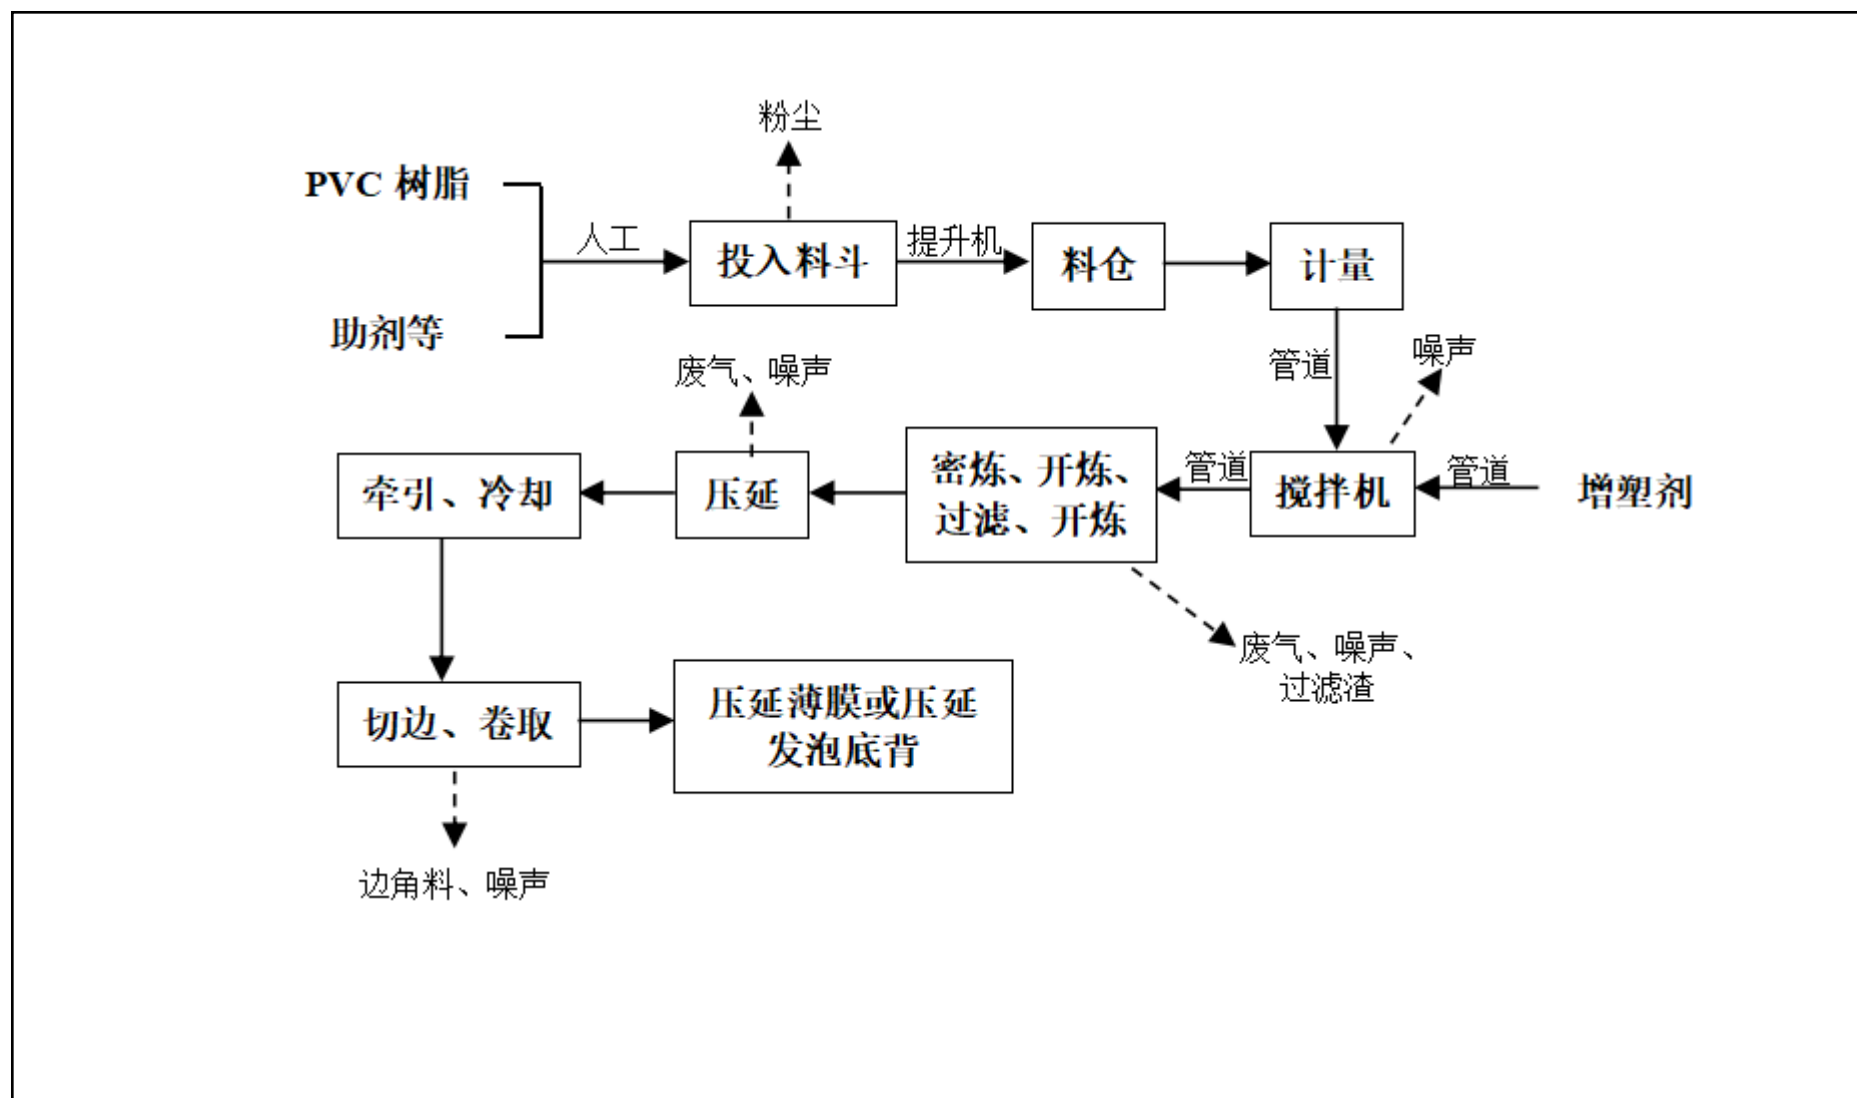 粉尘
PVC 树脂
人工
投入料斗
提升机
料仓
计量
助剂等
废气、噪声
管道
噪声
牵引、冷却
压延
密炼、开炼、
过滤、开炼
管道
搅拌机
管道
增塑剂
废气、噪声、
过滤渣
切边、卷取
压延薄膜或压延
发泡底背
边角料、噪声